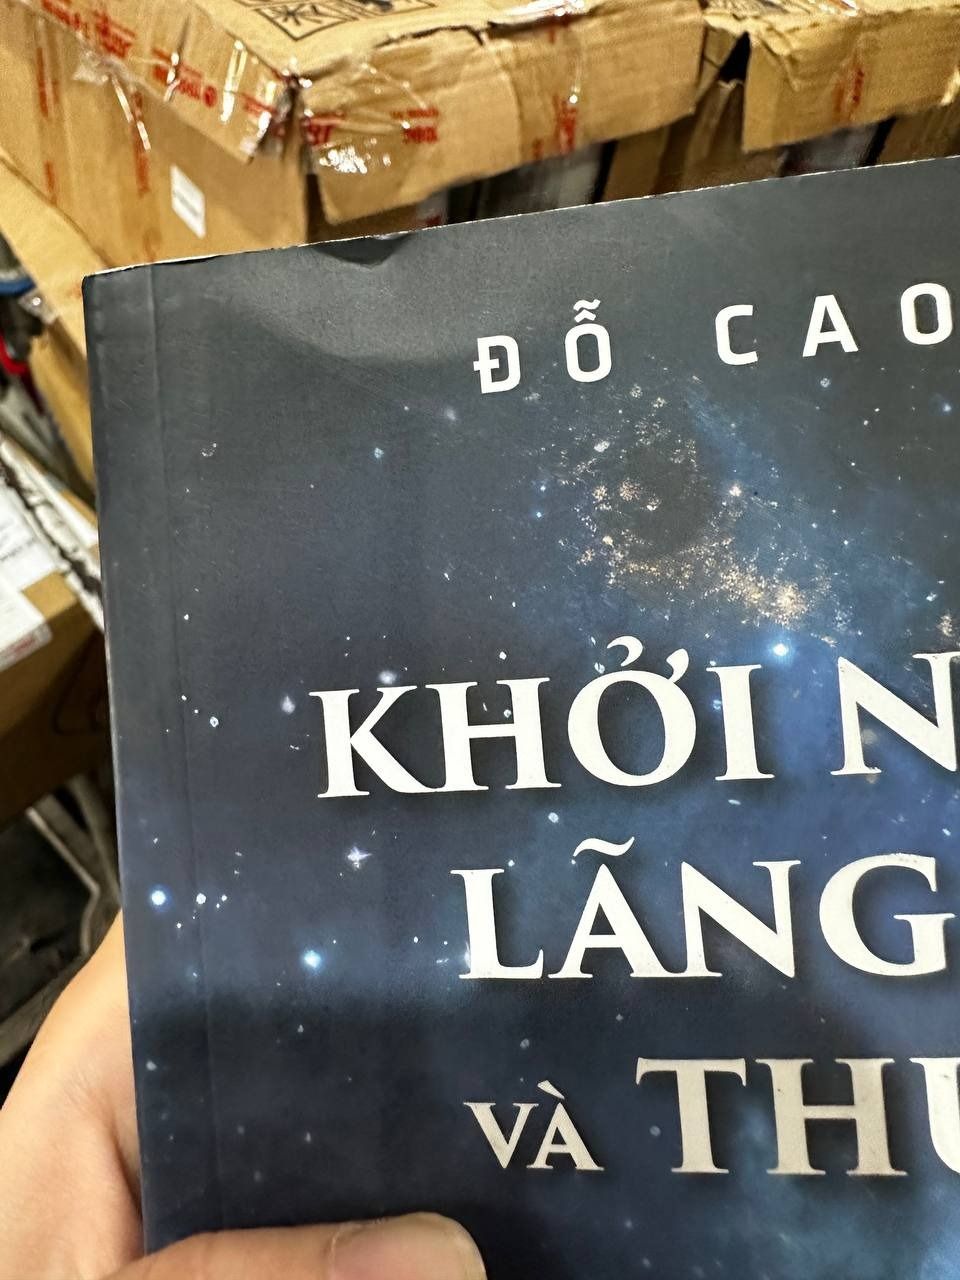 ĐỖ CAO
KHỞI N
LÃNG
VÀ THU